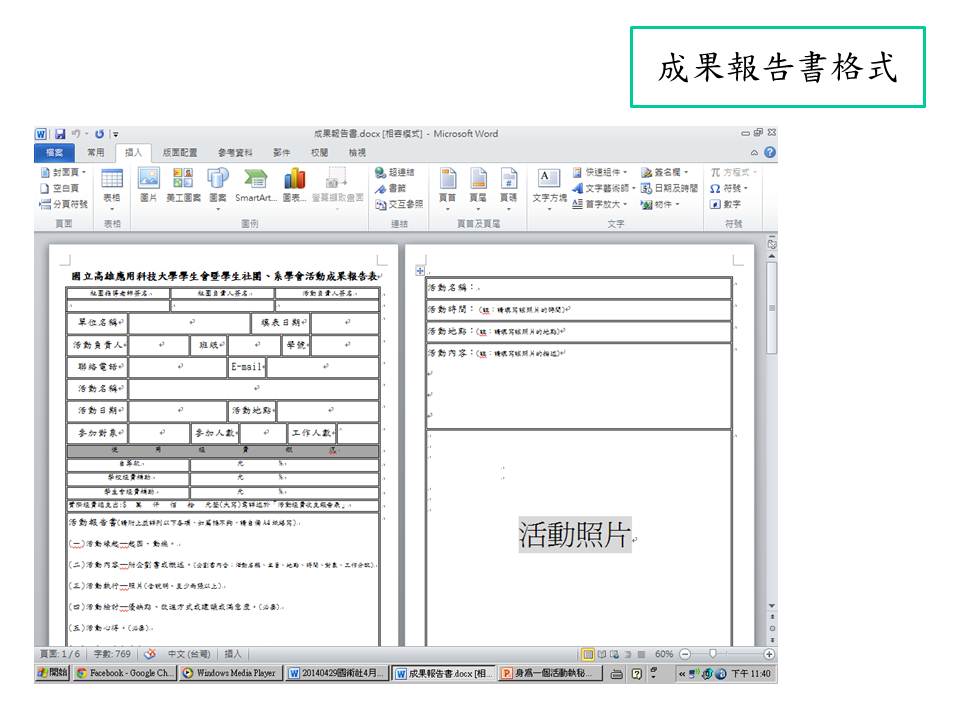 成果報告書格式
成果報告書.docx [相容模式] - Microsoft Word
檔案 常用 插入 版面配置 參考資料 郵件 校閱 檢視
封面頁 空白頁 分頁符號 頁面
表格 表格
圖片 美工圖案 圖案 SmartArt... 圖表... 螢幕擷取畫面 圖例
超連結 書籤 交互參照 連結
頁首 頁尾 頁碼 頁首及頁尾
文字方塊 快速組件 文字藝術師 首字放大 簽名欄 日期及時間 物件 文字
方程式 符號 數字 符號
國立高雄應用科技大學學生會暨學生社團、系學會活動成果報告表
社團指導老師簽名 社團負責人簽名 活動負責人簽名
單位名稱 填表日期
活動負責人 班級 學號
聯絡電話 E-mail
活動名稱
活動日期 活動地點
參加對象 參加人數 工作人數
使用經費概況
自籌款 元 %
學校經費補助 元 %
學生會經費補助 元 %
實際經費總支出:$ 萬 仟 佰 拾 元整(大寫)需詳述於「活動經費收支報告表」
活動報告書(請附上並詳列以下各項，如篇幅不夠，請自備A4紙繕寫)
(一)活動緣起—起因、動機。
(二)活動內容—附企劃書或概述。(企劃書內含：活動名稱、主旨、地點、時間、對象、工作分配)
(三)活動執行—照片(含說明，至少兩張以上)
(四)活動檢討—優缺點、改進方式或建議或滿意度。(必要)
(五)活動心得。(必要)
活動名稱：
活動時間：(註：請填寫該照片的時間)
活動地點：(註：請填寫該照片的地點)
活動內容：(註：請填寫該照片的描述)
活動照片
頁面: 1 / 6 字數: 769 中文 (台灣) 插入 60%
開始 Facebook - Google Ch... Windows Media Player 20140429國術社4月... 成果報告書.docx [相... 身為一個活動執秘... 下午 11:40